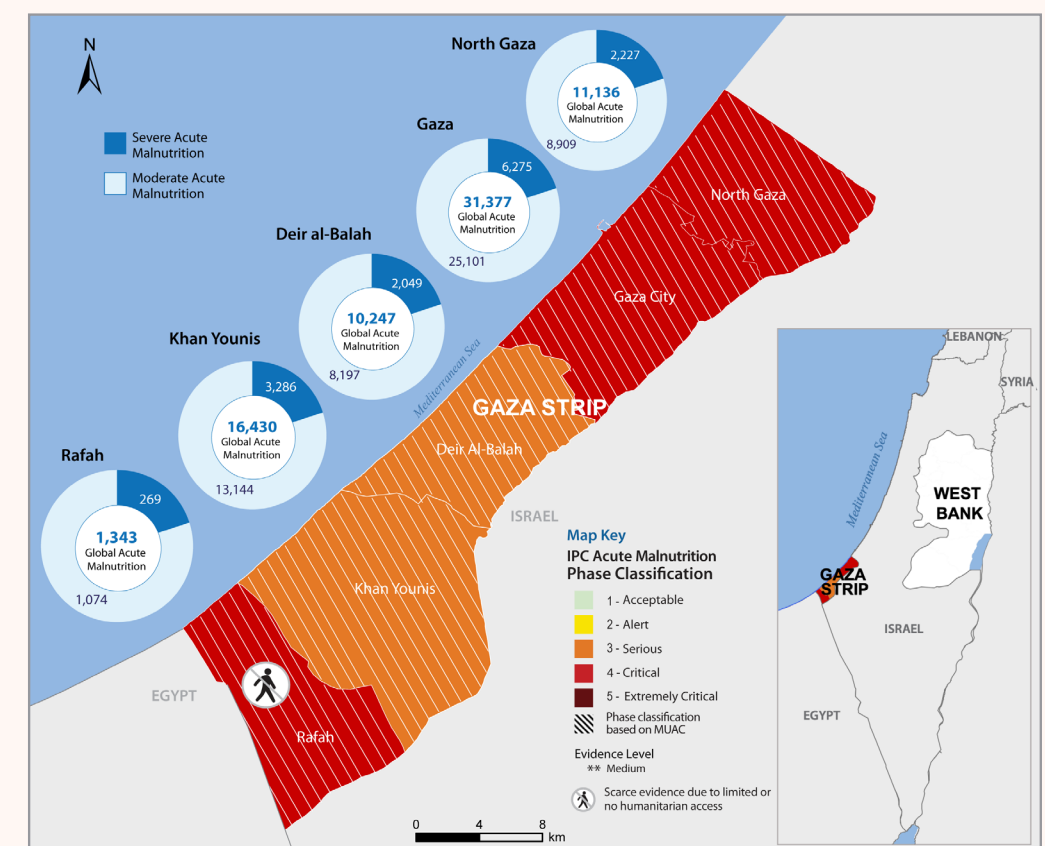 N
Severe Acute
Malnutrition
Moderate Acute
Malnutrition
North Gaza
2,227
11,136
Global Acute
Malnutrition
8,909
Gaza
6,275
31,377
Global Acute
Malnutrition
25,101
Deir al-Balah
2,049
10,247
Global Acute
Malnutrition
8,197
Khan Younis
3,286
16,430
Global Acute
Malnutrition
13,144
Rafah
269
1,343
Global Acute
Malnutrition
1,074
North Gaza
Gaza City
Mediterranean Sea
GAZA STRIP
Deir Al-Balah
ISRAEL
Khan Younis
EGYPT
Rafah
Map Key
IPC Acute Malnutrition
Phase Classification
1 - Acceptable
2 - Alert
3 - Serious
4 - Critical
5 - Extremely Critical
Phase classification
based on MUAC
Evidence Level
** Medium
Scarce evidence due to limited or
no humanitarian access
0 4 8
km
LEBANON
SYRIA
Mediterranean Sea
WEST
BANK
GAZA
STRIP
ISRAEL
EGYPT